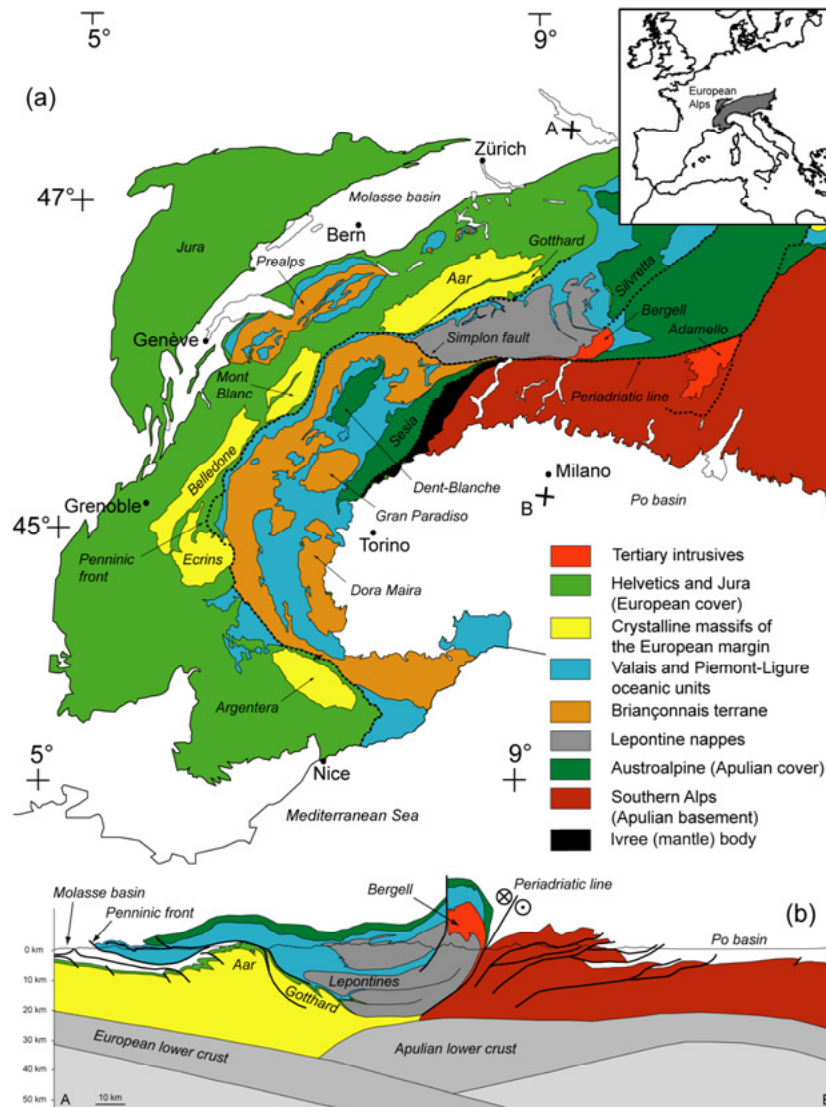 5°
9°
(a)
European
Alps
A
Zürich
47°
Molasse basin
Jura
Bern
Gotthard
Prealps
Aar
Silvretta
Bergell
Genève
Simplon fault
Adamello
Mont
Blanc
Periadriatic line
Sesia
Belledone
Milano
Dent-Blanche
B
Po basin
Grenoble
Gran Paradiso
45°
Torino
Penninic
front
Ecrins
Dora Maira
Argentera
5°
9°
Nice
Mediterranean Sea
Tertiary intrusives
Helvetics and Jura
(European cover)
Crystalline massifs of
the European margin
Valais and Piemont-Ligure
oceanic units
Briançonnais terrane
Lepontine nappes
Austroalpine (Apulian cover)
Southern Alps
(Apulian basement)
Ivree (mantle) body
Molasse basin
Penninic front
Bergell
Periadriatic line
(b)
Po basin
0 km
10 km
20 km
30 km
40 km
50 km
Aar
Gotthard
Lepontines
European lower crust
Apulian lower crust
A
10 km